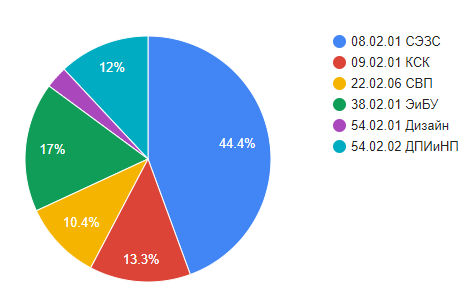 08.02.01 СЭЗС
09.02.01 КСК
22.02.06 СВП
38.02.01 ЭиБУ
54.02.01 Дизайн
54.02.02 ДПИиНП
12%
44.4%
17%
10.4%
13.3%